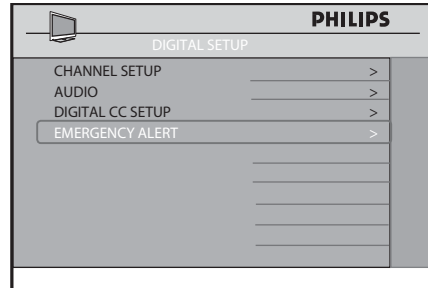 PHILIPS
DIGITAL SETUP
CHANNEL SETUP >
AUDIO >
DIGITAL CC SETUP >
EMERGENCY ALERT >